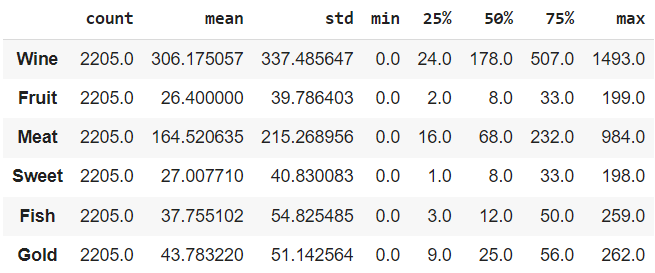 count mean std min 25% 50% 75% max
Wine 2205.0 306.175057 337.485647 0.0 24.0 178.0 507.0 1493.0
Fruit 2205.0 26.400000 39.786403 0.0 2.0 8.0 33.0 199.0
Meat 2205.0 164.520635 215.268956 0.0 16.0 68.0 232.0 984.0
Sweet 2205.0 27.007710 40.830083 0.0 1.0 8.0 33.0 198.0
Fish 2205.0 37.755102 54.825485 0.0 3.0 12.0 50.0 259.0
Gold 2205.0 43.783220 51.142564 0.0 9.0 25.0 56.0 262.0